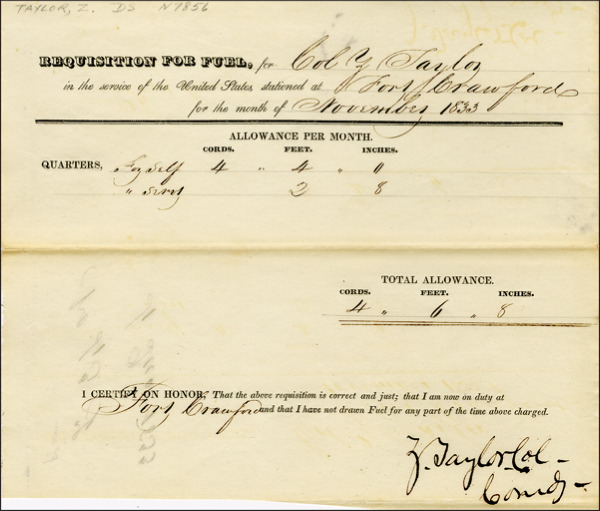 TAYLOR, Z. DS N7856
REQUISITION FOR FUEL, for Col Z Taylor
in the service of the United States, stationed at Fort Crawford
for the month of November 1833
ALLOWANCE PER MONTH.
CORDS. FEET. INCHES.
QUARTERS, For Self 4 " 4 " "
" Servt 2 8
TOTAL ALLOWANCE.
CORDS. FEET. INCHES.
4 " 6 " 8
I CERTIFY ON HONOR, That the above requisition is correct and just; that I am now on duty at
Fort Crawford and that I have not drawn Fuel for any part of the time above charged.
Z. Taylor Col
Comdg